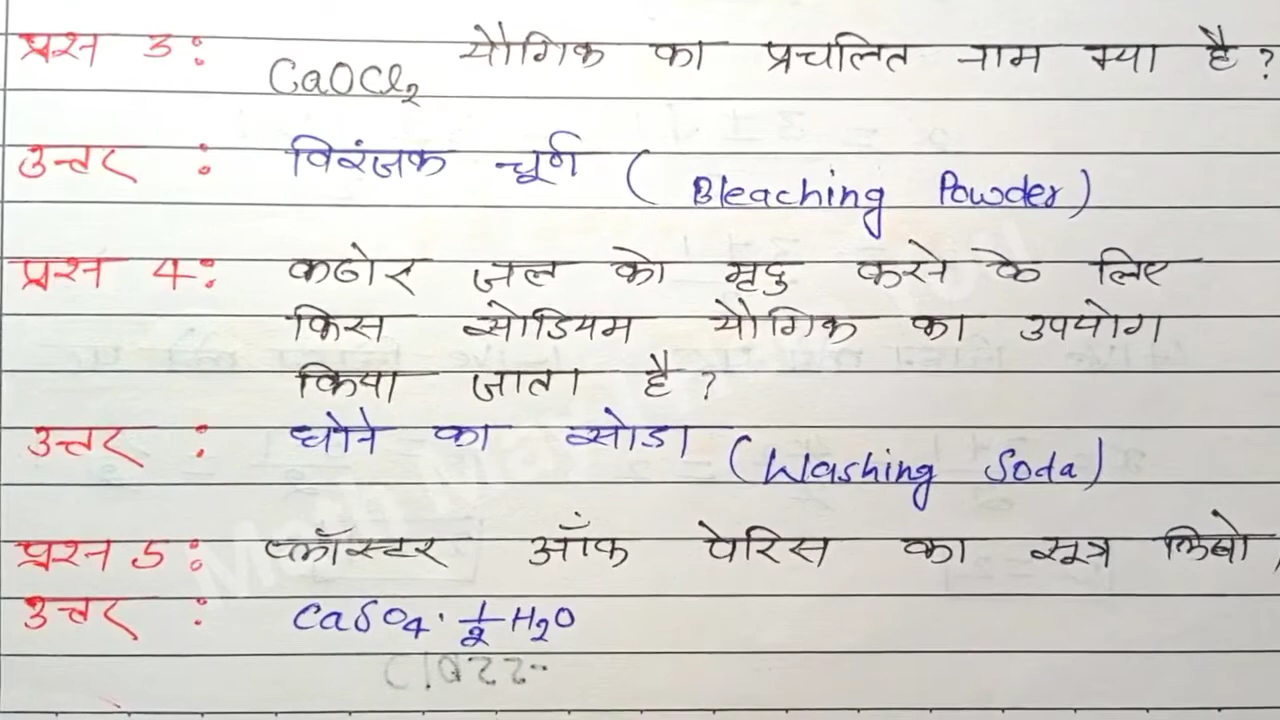 प्रश्न 3: CaOCl₂ यौगिक का प्रचलित नाम क्या है?
उत्तर : विरंजक चूर्ण (Bleaching Powder)
प्रश्न 4: कठोर जल को मृदु करने के लिए
किस सोडियम यौगिक का उपयोग
किया जाता है?
उत्तर : धोने का सोडा (Washing Soda)
प्रश्न 5: प्लॉस्टर ऑफ पेरिस का सूत्र लिखो,
उत्तर : CaSO₄·½H₂O